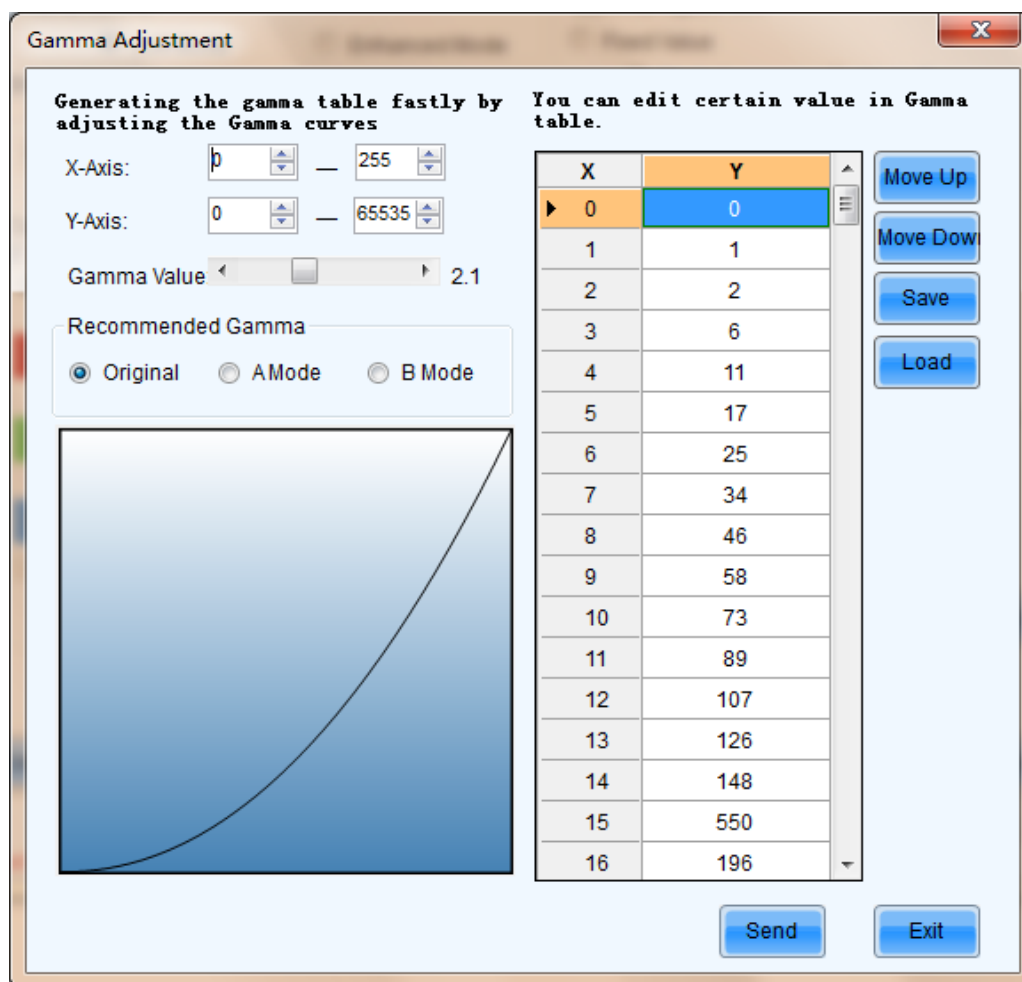 Gamma Adjustment
Generating the gamma table fastly by
adjusting the Gamma curves
X-Axis: 0 — 255
Y-Axis: 0 — 65535
Gamma Value 2.1
Recommended Gamma
Original A Mode B Mode
You can edit certain value in Gamma
table.
X Y
0 0
1 1
2 2
3 6
4 11
5 17
6 25
7 34
8 46
9 58
10 73
11 89
12 107
13 126
14 148
15 550
16 196
Move Up
Move Dow
Save
Load
Send
Exit